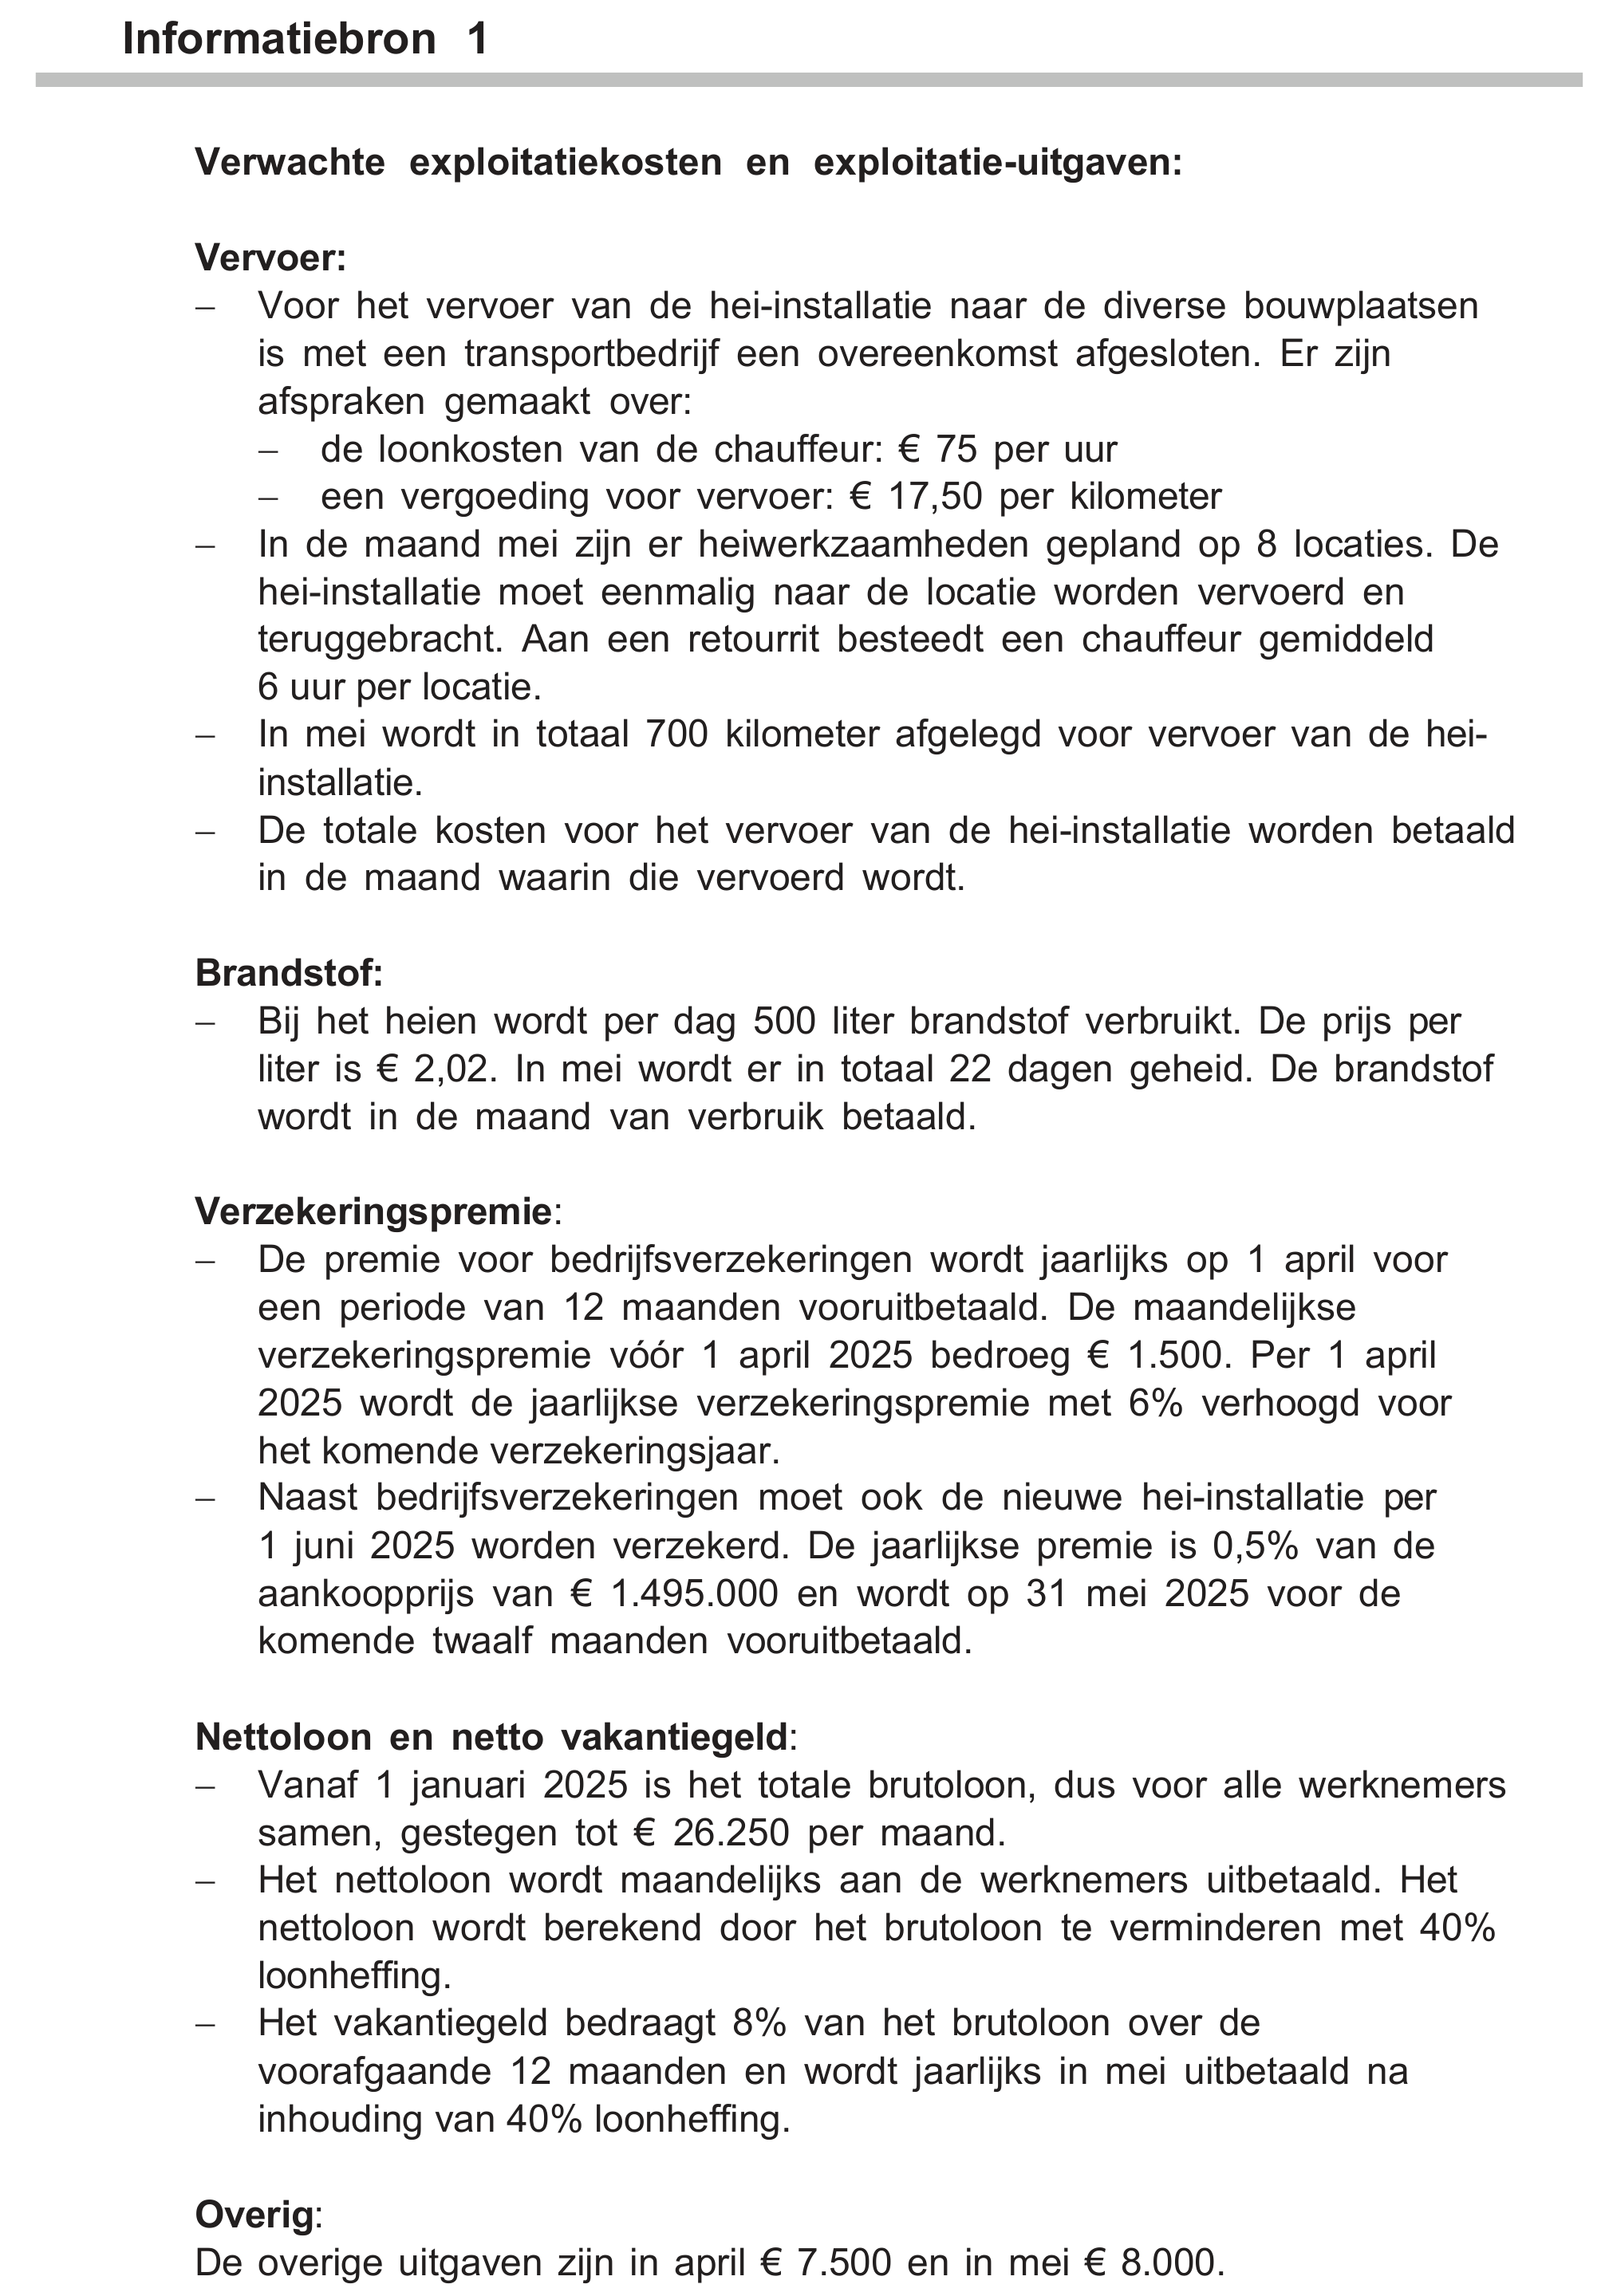 Informatiebron 1
Verwachte exploitatiekosten en exploitatie-uitgaven:
Vervoer:
– Voor het vervoer van de hei-installatie naar de diverse bouwplaatsen
is met een transportbedrijf een overeenkomst afgesloten. Er zijn
afspraken gemaakt over:
– de loonkosten van de chauffeur: € 75 per uur
– een vergoeding voor vervoer: € 17,50 per kilometer
– In de maand mei zijn er heiwerkzaamheden gepland op 8 locaties. De
hei-installatie moet eenmalig naar de locatie worden vervoerd en
teruggebracht. Aan een retourrit besteedt een chauffeur gemiddeld
6 uur per locatie.
– In mei wordt in totaal 700 kilometer afgelegd voor vervoer van de hei-
installatie.
– De totale kosten voor het vervoer van de hei-installatie worden betaald
in de maand waarin die vervoerd wordt.
Brandstof:
– Bij het heien wordt per dag 500 liter brandstof verbruikt. De prijs per
liter is € 2,02. In mei wordt er in totaal 22 dagen geheid. De brandstof
wordt in de maand van verbruik betaald.
Verzekeringspremie:
– De premie voor bedrijfsverzekeringen wordt jaarlijks op 1 april voor
een periode van 12 maanden vooruitbetaald. De maandelijkse
verzekeringspremie vóór 1 april 2025 bedroeg € 1.500. Per 1 april
2025 wordt de jaarlijkse verzekeringspremie met 6% verhoogd voor
het komende verzekeringsjaar.
– Naast bedrijfsverzekeringen moet ook de nieuwe hei-installatie per
1 juni 2025 worden verzekerd. De jaarlijkse premie is 0,5% van de
aankoopprijs van € 1.495.000 en wordt op 31 mei 2025 voor de
komende twaalf maanden vooruitbetaald.
Nettoloon en netto vakantiegeld:
– Vanaf 1 januari 2025 is het totale brutoloon, dus voor alle werknemers
samen, gestegen tot € 26.250 per maand.
– Het nettoloon wordt maandelijks aan de werknemers uitbetaald. Het
nettoloon wordt berekend door het brutoloon te verminderen met 40%
loonheffing.
– Het vakantiegeld bedraagt 8% van het brutoloon over de
voorafgaande 12 maanden en wordt jaarlijks in mei uitbetaald na
inhouding van 40% loonheffing.
Overig:
De overige uitgaven zijn in april € 7.500 en in mei € 8.000.